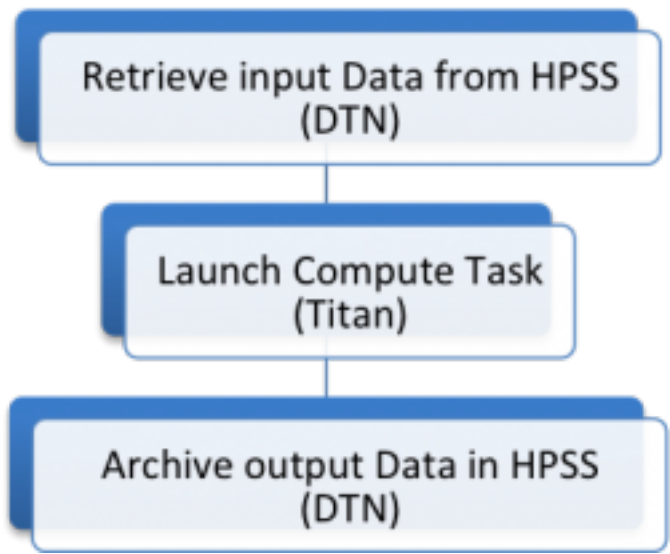 Retrieve input Data from HPSS
(DTN)
Launch Compute Task
(Titan)
Archive output Data in HPSS
(DTN)